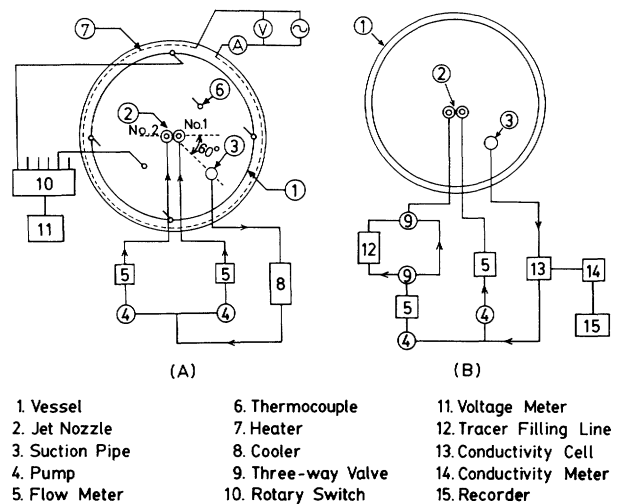 7
A
V
1
2
6
No.2
No.1
60°
3
1
10
11
5
5
8
4
4
(A)
2
3
9
12
9
5
5
13
14
4
4
15
(B)
1. Vessel
2. Jet Nozzle
3. Suction Pipe
4. Pump
5. Flow Meter
6. Thermocouple
7. Heater
8. Cooler
9. Three-way Valve
10. Rotary Switch
11. Voltage Meter
12. Tracer Filling Line
13. Conductivity Cell
14. Conductivity Meter
15. Recorder